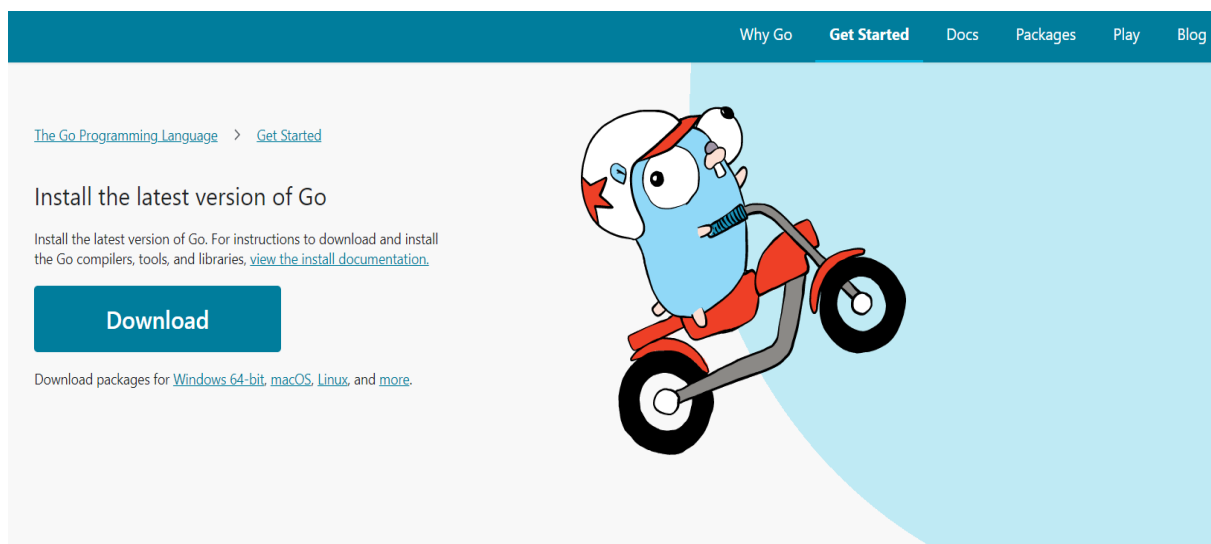 Why Go Get Started Docs Packages Play Blog
The Go Programming Language > Get Started
Install the latest version of Go
Install the latest version of Go. For instructions to download and install
the Go compilers, tools, and libraries, view the install documentation.
Download
Download packages for Windows 64-bit, macOS, Linux, and more.